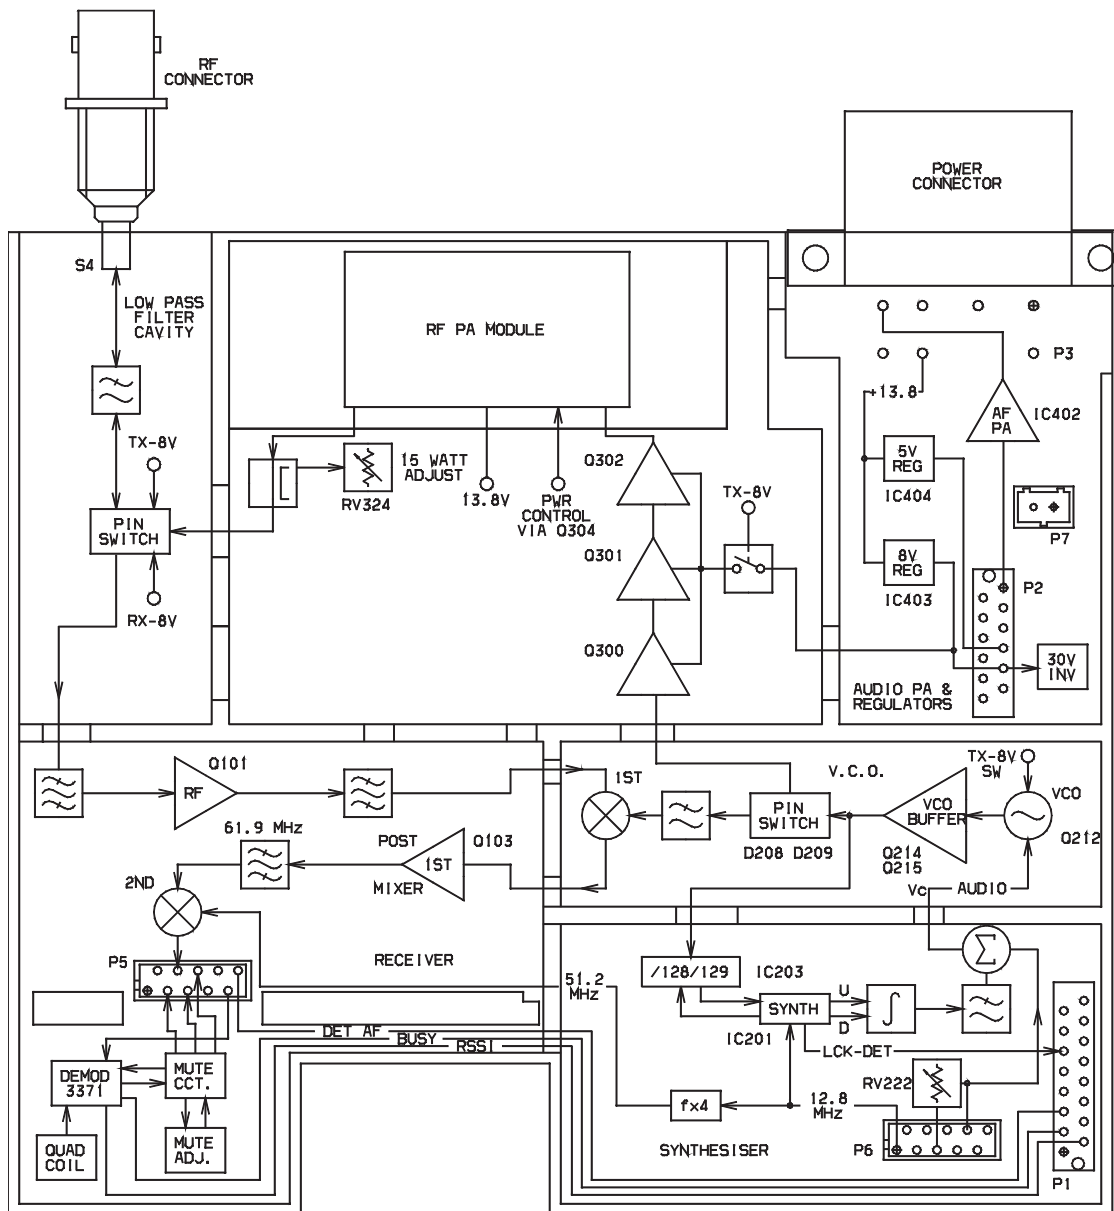 RF
CONNECTOR
POWER
CONNECTOR
S4
LOW PASS
FILTER
CAVITY
RF PA MODULE
P3
+13.8
AF
PA
IC402
TX-8V
15 WATT
ADJUST
RV324
13.8V
PWR
CONTROL
VIA Q304
Q302
TX-8V
5V
REG
IC404
P7
PIN
SWITCH
RX-8V
Q301
8V
REG
IC403
P2
Q300
30V
INV
AUDIO PA &
REGULATORS
Q101
RF
1ST
V.C.O.
TX-8V
SW
VCO
PIN
SWITCH
VCO
BUFFER
Q212
D208 D209
Q214
Q215
61.9 MHz
POST
1ST
MIXER
Q103
2ND
Vc
AUDIO
P5
RECEIVER
51.2
MHz
/128/129
IC203
Σ
U
SYNTH
D
∫
IC201
LCK-DET
DET AF
BUSY
RSSI
DEMOD
3371
MUTE
CCT.
RV222
fx4
12.8
MHz
QUAD
COIL
MUTE
ADJ.
SYNTHESISER
P6
P1